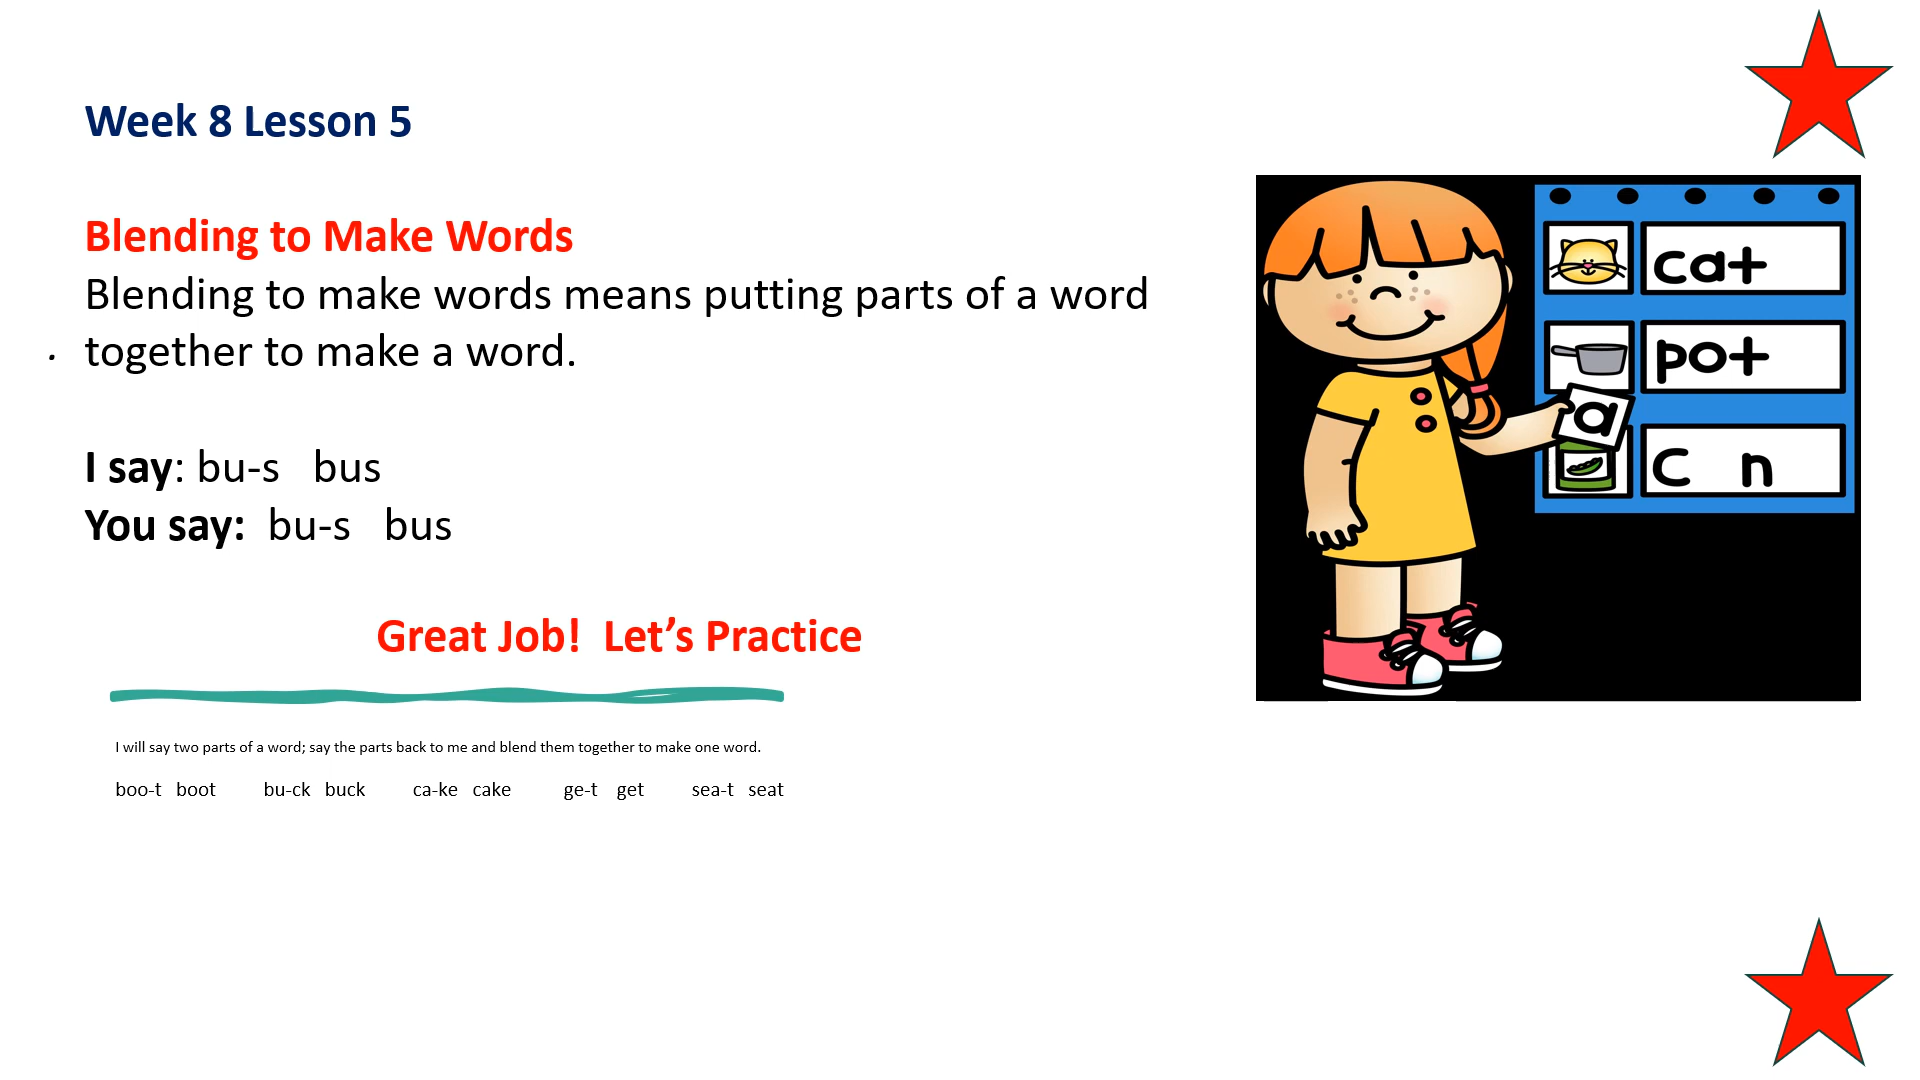 Week 8 Lesson 5
Blending to Make Words
Blending to make words means putting parts of a word
. together to make a word.
I say: bu-s bus
You say: bu-s bus
Great Job! Let’s Practice
I will say two parts of a word; say the parts back to me and blend them together to make one word.
boo-t boot bu-ck buck ca-ke cake ge-t get sea-t seat
cat
pot
a
c n